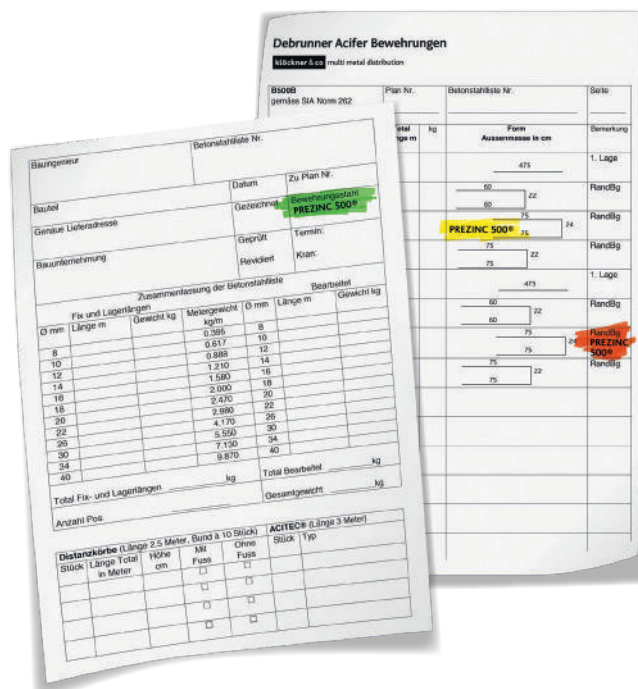 Debrunner Acifer Bewehrungen
klöckner & co multi metal distribution
B500B Plan Nr. Betonstahlliste Nr. Seite
gemäss SIA Norm 262
kg Form Bemerkung
nge m Aussenmasse in cm
475 1. Lage
60 22 RandBg
60
75 24 RandBg
PREZINC 500® 75
75 22 RandBg
75
475 1. Lage
60 22 RandBg
60
75 24 RandBg
75 PREZINC
500®
75 22 RandBg
75
Bauingenieur Betonstahlliste Nr.
Bauteil Datum Zu Plan Nr.
Genaue Lieferadresse Gezeichnet Bewehrungsstahl
PREZINC 500®
Bauunternehmung Geprüft Termin:
Revidiert Kran:
Zusammenfassung der Betonstahlliste
Fix und Lagerlängen Bearbeitet
Ø mm Länge m Gewicht kg Metergewicht Ø mm Länge m Gewicht kg
kg/m
8 0.395 8
10 0.617 10
12 0.888 12
14 1.210 14
16 1.580 16
18 2.000 18
20 2.470 20
22 2.980 22
26 4.170 26
30 5.550 30
34 7.130 34
40 9.870 40
Total Fix- und Lagerlängen kg Total Bearbeitet kg
Anzahl Pos Gesamtgewicht kg
Distanzkörbe (Länge 2.5 Meter, Bund à 10 Stück) ACITEC® (Länge 3 Meter)
Stück Länge Total Höhe Mit Ohne Stück Typ
in Meter cm Fuss Fuss